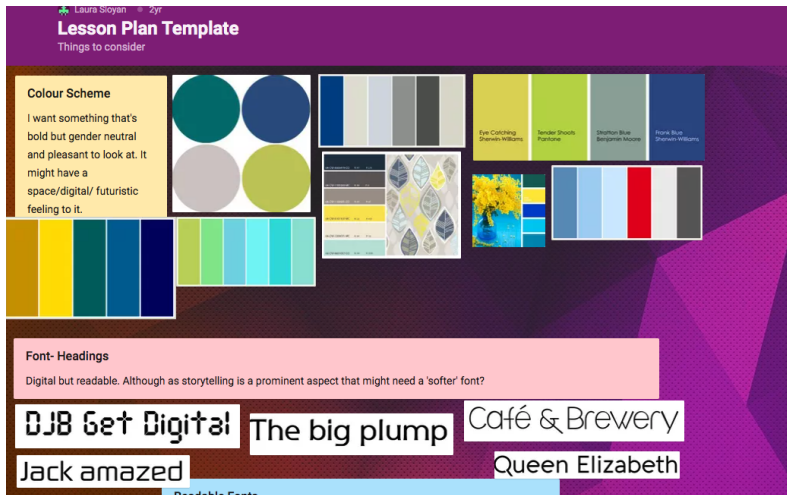 Laura Sloyan 2yr
Lesson Plan Template
Things to consider
Colour Scheme
I want something that's
bold but gender neutral
and pleasant to look at. It
might have a
space/digital/ futuristic
feeling to it.
Eye Catching
Sherwin-Williams
Tender Shoots
Pantone
Stratton Blue
Benjamin Moore
Frank Blue
Sherwin-Williams
Font- Headings
Digital but readable. Although as storytelling is a prominent aspect that might need a 'softer' font?
DJB Get Digital
The big plump
Café & Brewery
Jack amazed
Queen Elizabeth
Readable Fonts